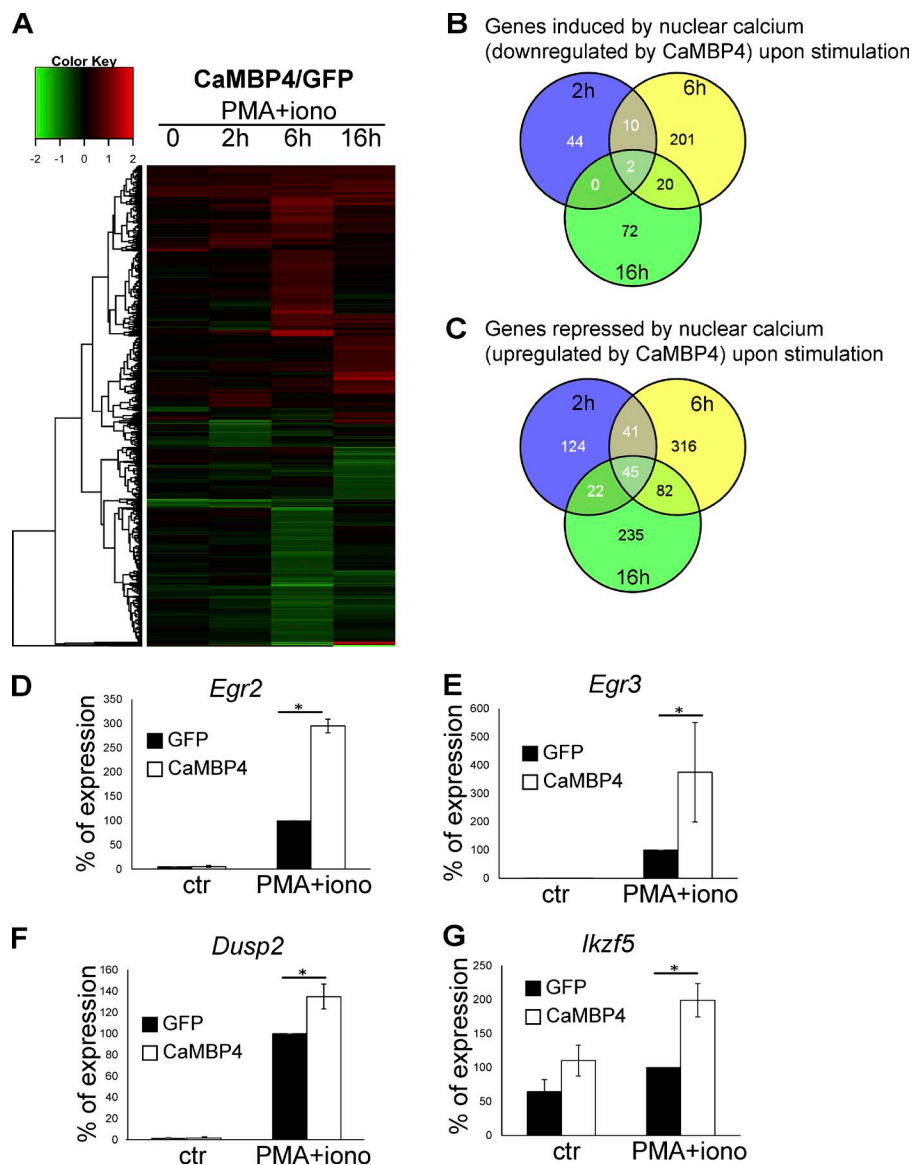 A
Color Key
-2 -1 0 1 2
CaMBP4/GFP
PMA+iono
0 2h 6h 16h
B Genes induced by nuclear calcium
(downregulated by CaMBP4) upon stimulation
2h 6h
44 10 201
2
0 20
72
16h
C Genes repressed by nuclear calcium
(upregulated by CaMBP4) upon stimulation
2h 6h
124 41 316
45
22 82
235
16h
D Egr2
% of expression
350
300
250
200
150
100
50
0
GFP
CaMBP4
*
ctr PMA+iono
E Egr3
% of expression
600
500
400
300
200
100
0
GFP
CaMBP4
*
ctr PMA+iono
F Dusp2
% of expression
160
140
120
100
80
60
40
20
0
GFP
CaMBP4
*
ctr PMA+iono
G Ikzf5
% of expression
250
200
150
100
50
0
GFP
CaMBP4
*
ctr PMA+iono